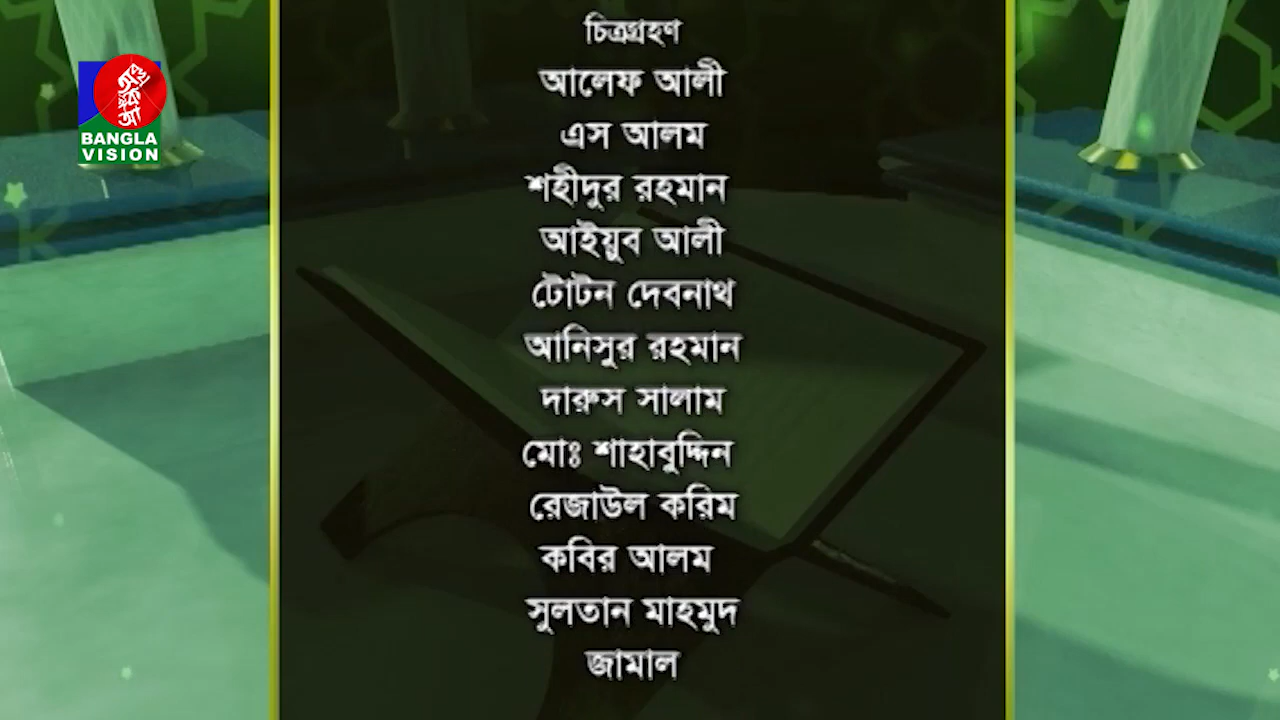 BANGLA
VISION
চিত্রগ্রহণ
আলেফ আলী
এস আলম
শহীদুর রহমান
আইয়ুব আলী
টোটন দেবনাথ
আনিসুর রহমান
দারুস সালাম
মোঃ শাহাবুদ্দিন
রেজাউল করিম
কবির আলম
সুলতান মাহমুদ
জামাল